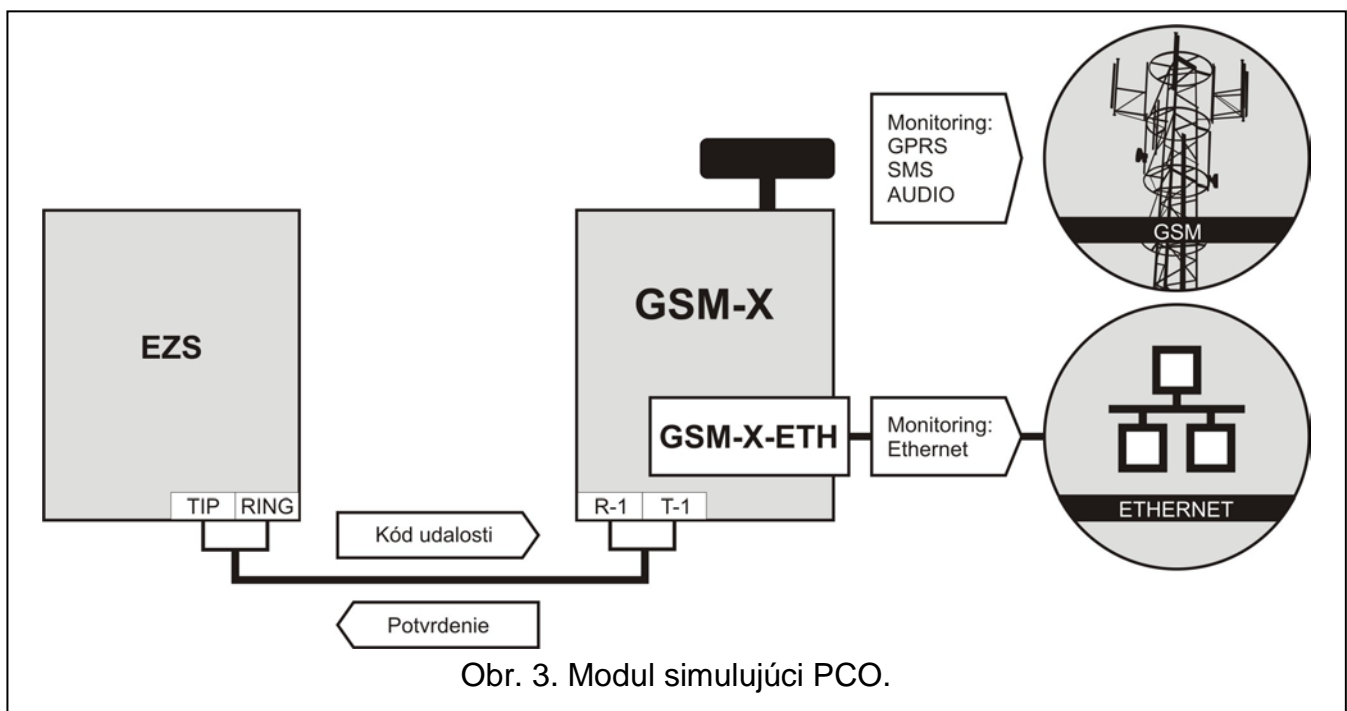 Monitoring:
GPRS
SMS
AUDIO
GSM
EZS
GSM-X
GSM-X-ETH
Monitoring:
Ethernet
ETHERNET
TIP RING
R-1 T-1
Kód udalosti
Potvrdenie
Obr. 3. Modul simulujúci PCO.